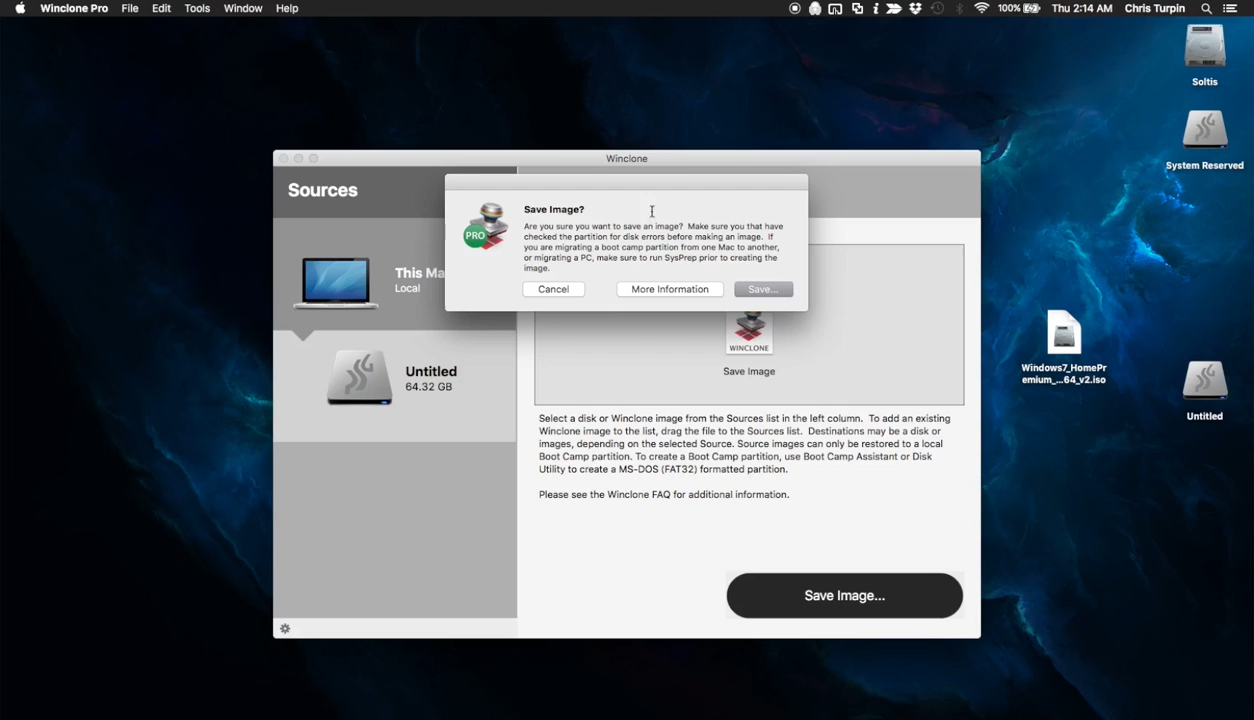 Winclone Pro File Edit Tools Window Help 100% Thu 2:14 AM Chris Turpin
Soltis
System Reserved
Winclone
Sources
Save Image?
Are you sure you want to save an image? Make sure you that have
checked the partition for disk errors before making an image. If
you are migrating a boot camp partition from one Mac to another,
or migrating a PC, make sure to run SysPrep prior to creating the
image.
Cancel More Information Save...
PRO
This Ma
Local
WINCLONE
Save Image
Untitled
64.32 GB
Windows7_HomePr
emium_...64_v2.iso
Untitled
Select a disk or Winclone image from the Sources list in the left column. To add an existing
Winclone image to the list, drag the file to the Sources list. Destinations may be a disk or
images, depending on the selected Source. Source images can only be restored to a local
Boot Camp partition. To create a Boot Camp partition, use Boot Camp Assistant or Disk
Utility to create a MS-DOS (FAT32) formatted partition.
Please see the Winclone FAQ for additional information.
Save Image...